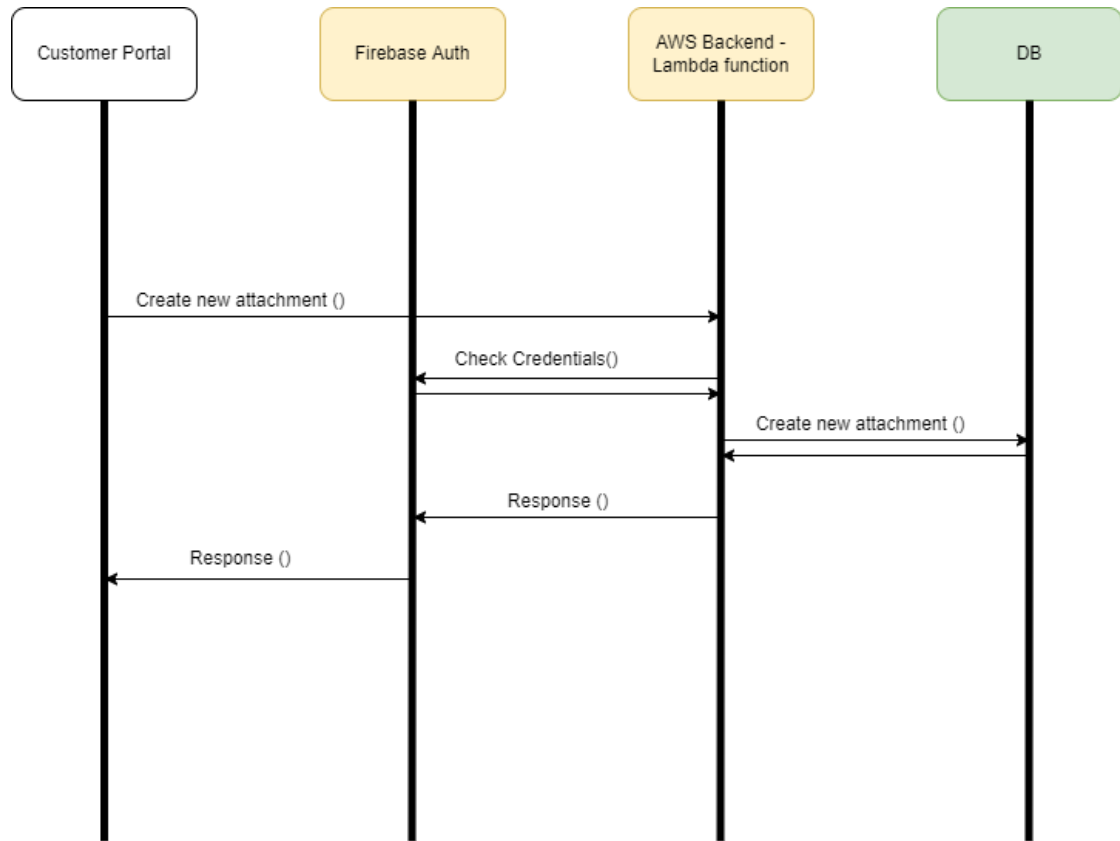 Customer Portal
Firebase Auth
AWS Backend -
Lambda function
DB
Create new attachment ()
Check Credentials()
Create new attachment ()
Response ()
Response ()